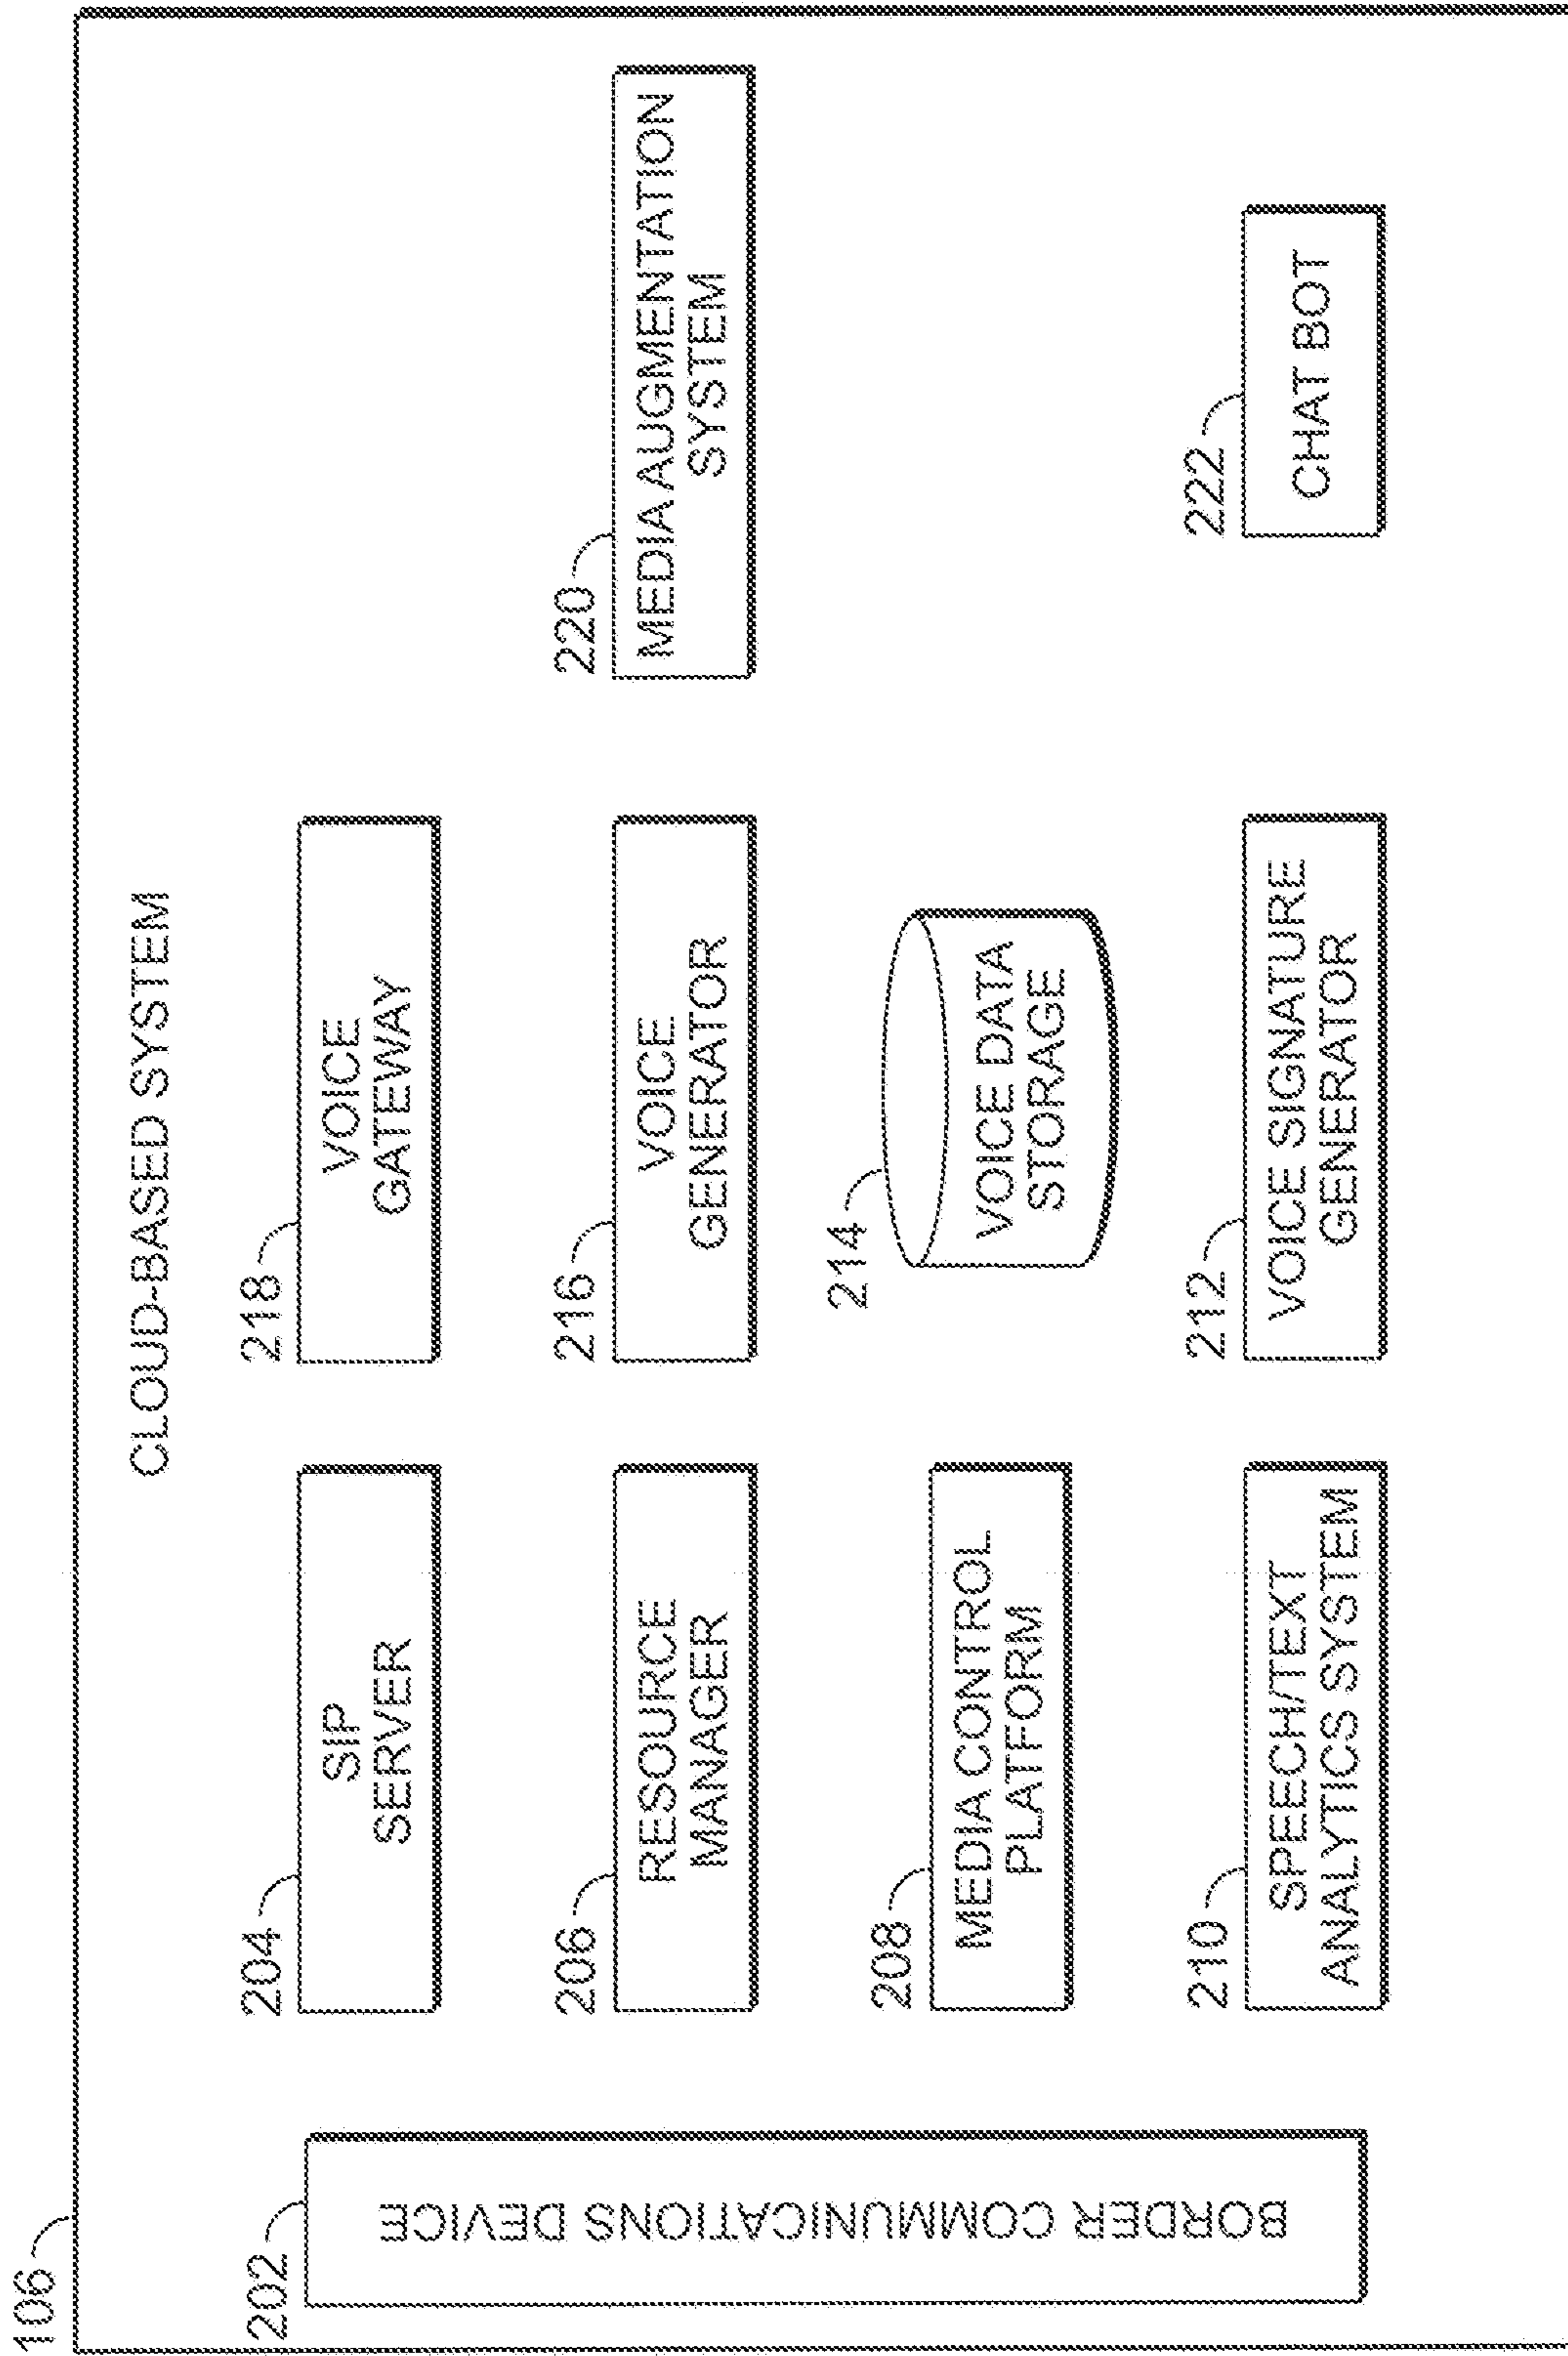 106
CLOUD-BASED SYSTEM
202
BORDER COMMUNICATIONS DEVICE
204
SIP
SERVER
206
RESOURCE
MANAGER
208
MEDIA CONTROL
PLATFORM
210
SPEECH/TEXT
ANALYTICS SYSTEM
218
VOICE
GATEWAY
216
VOICE
GENERATOR
214
VOICE DATA
STORAGE
212
VOICE SIGNATURE
GENERATOR
220
MEDIA AUGMENTATION
SYSTEM
222
CHAT BOT